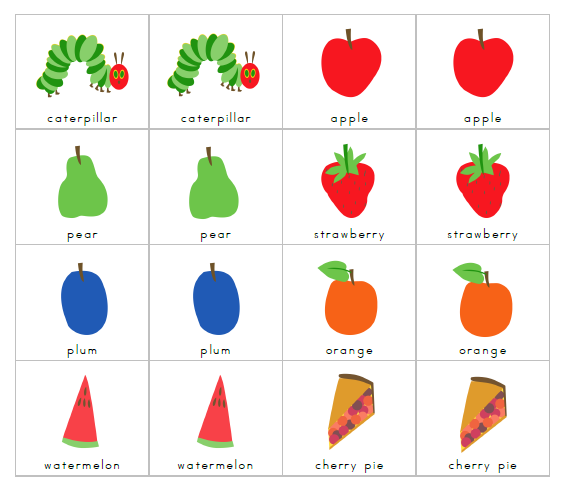 caterpillar caterpillar apple apple
pear pear strawberry strawberry
plum plum orange orange
watermelon watermelon cherry pie cherry pie